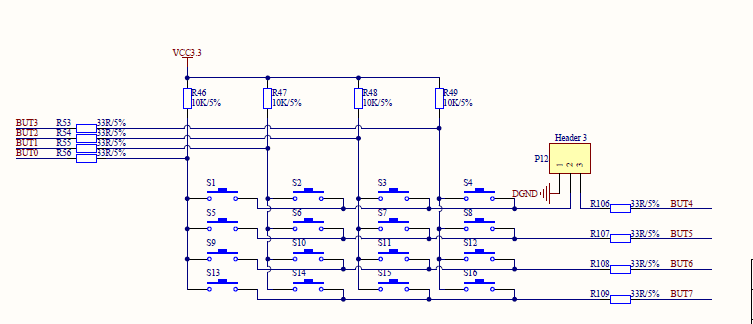 VCC3.3
R46 R47 R48 R49
10K/5% 10K/5% 10K/5% 10K/5%
BUT3 R53 33R/5%
BUT2 R54 33R/5%
BUT1 R55 33R/5%
BUT0 R56 33R/5%
Header 3
P12
1 2 3
DGND
S1 S2 S3 S4
R106 33R/5% BUT4
S5 S6 S7 S8
R107 33R/5% BUT5
S9 S10 S11 S12
R108 33R/5% BUT6
S13 S14 S15 S16
R109 33R/5% BUT7